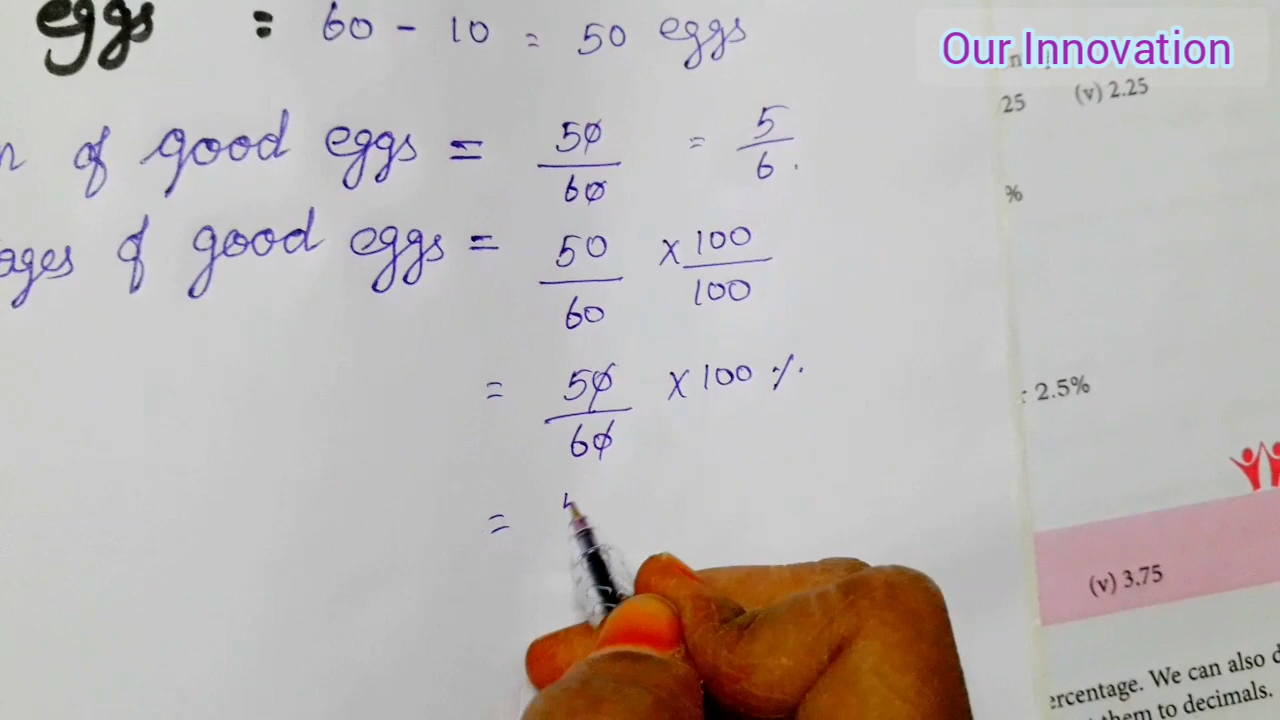 eggs = 60 - 10 = 50 eggs
Our Innovation
25 (v) 2.25
of good eggs = 50/60 = 5/6.
%
ages of good eggs = 50/60 x 100/100
= 50/60 x 100 %
: 2.5%
=
(v) 3.75
ercentage. We can also
them to decimals.